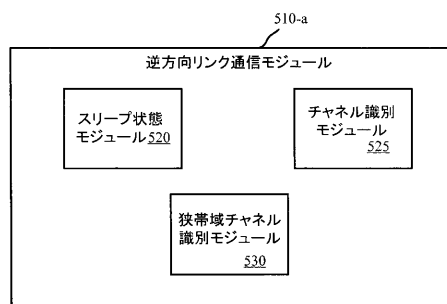 510-a
逆方向リンク通信モジュール
スリープ状態
モジュール520
チャネル識別
モジュール
525
狭帯域チャネル
識別モジュール
530